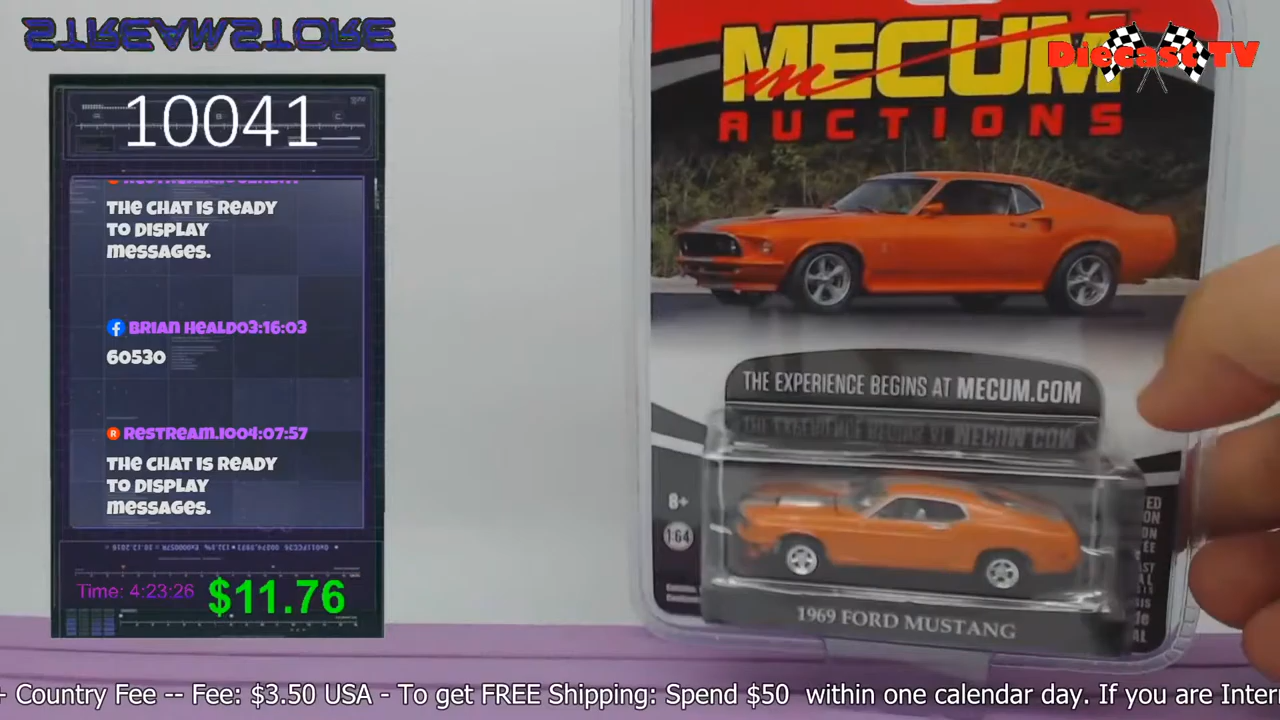 STREAMSTORE
10041
THE CHAT IS READY
TO DISPLAY
MESSAGES.
BRIAN HEALD03:16:03
60530
RESTREAM.IO04:07:57
THE CHAT IS READY
TO DISPLAY
MESSAGES.
Time: 4:23:26
$11.76
MECUM
AUCTIONS
Diecast TV
THE EXPERIENCE BEGINS AT MECUM.COM
8+
1:64
1969 FORD MUSTANG
Country Fee -- Fee: $3.50 USA - To get FREE Shipping: Spend $50 within one calendar day. If you are Inter